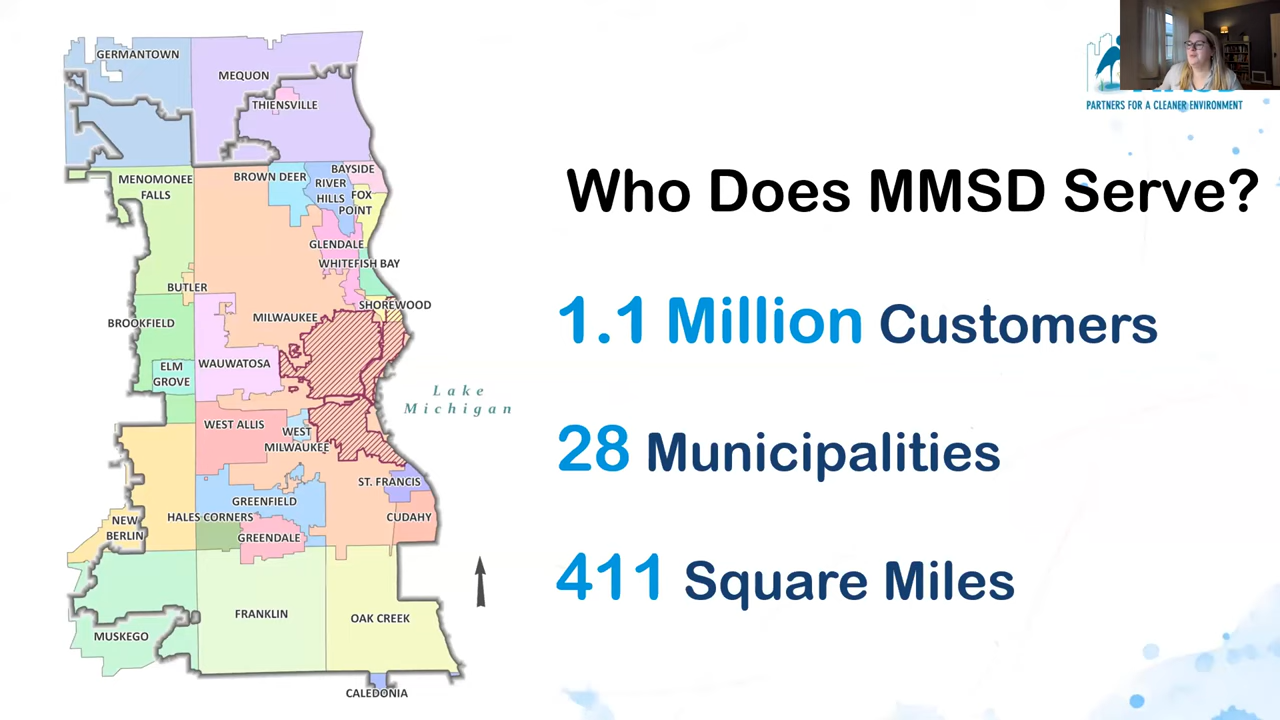 GERMANTOWN
MEQUON
THIENSVILLE
MENOMONEE
FALLS
BROWN DEER
BAYSIDE
RIVER
HILLS
FOX
POINT
GLENDALE
WHITEFISH BAY
BUTLER
SHOREWOOD
MILWAUKEE
BROOKFIELD
WAUWATOSA
ELM
GROVE
Lake
Michigan
WEST ALLIS
WEST
MILWAUKEE
ST. FRANCIS
GREENFIELD
HALES CORNERS
CUDAHY
NEW
BERLIN
GREENDALE
FRANKLIN
OAK CREEK
MUSKEGO
CALEDONIA
PARTNERS FOR A CLEANER ENVIRONMENT
Who Does MMSD Serve?
1.1 Million Customers
28 Municipalities
411 Square Miles